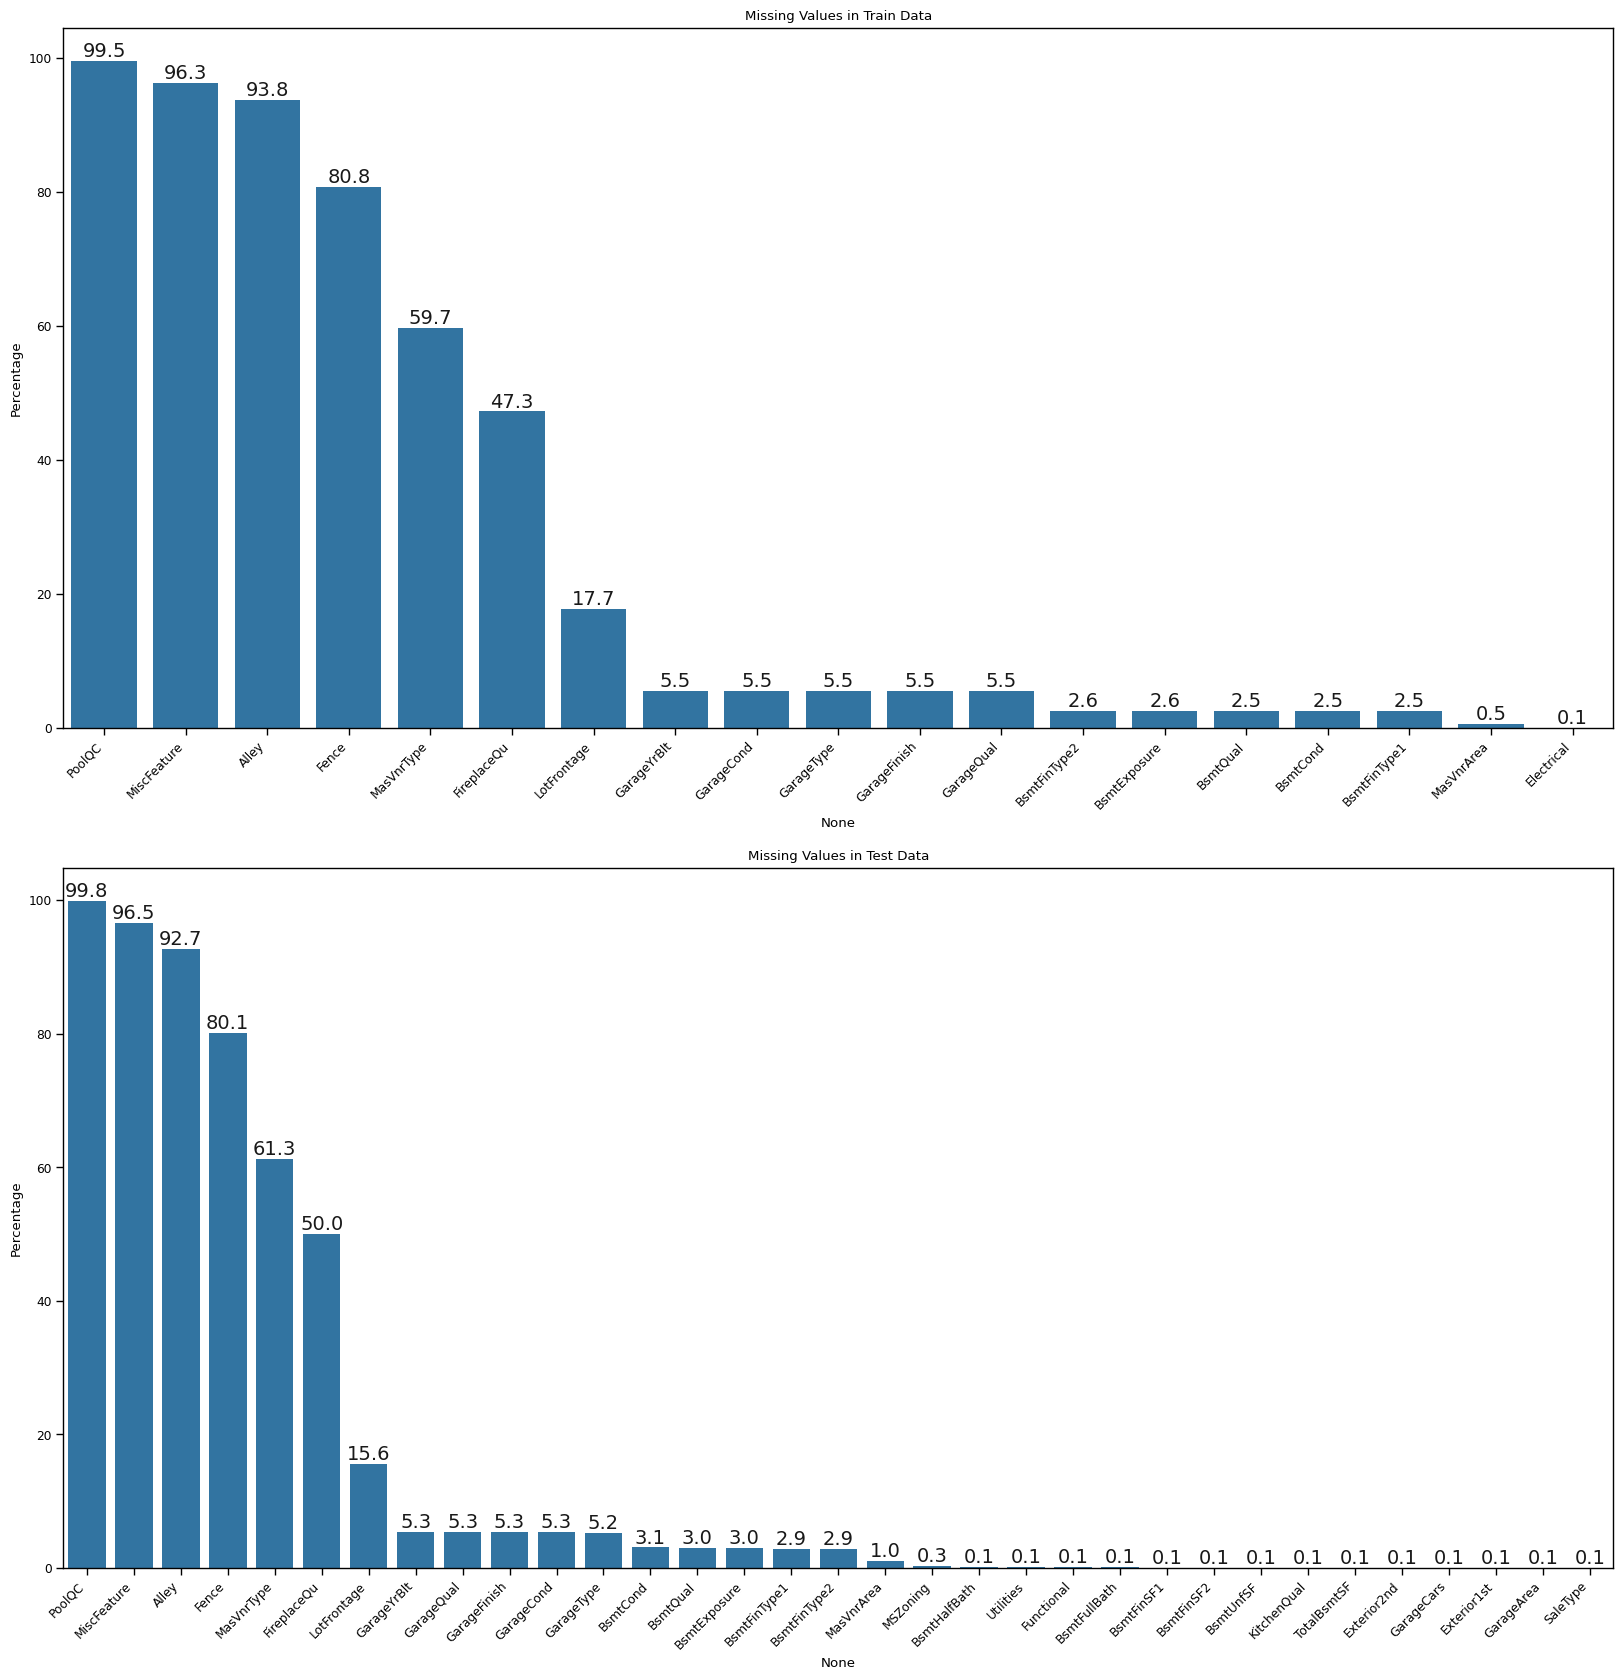 Missing Values in Train Data
Percentage
100
80
60
40
20
0
99.5
96.3
93.8
80.8
59.7
47.3
17.7
5.5
5.5
5.5
5.5
5.5
2.6
2.6
2.5
2.5
2.5
0.5
0.1
PoolQC
MiscFeature
Alley
Fence
MasVnrType
FireplaceQu
LotFrontage
GarageYrBlt
GarageCond
GarageType
GarageFinish
GarageQual
BsmtFinType2
BsmtExposure
BsmtQual
BsmtCond
BsmtFinType1
MasVnrArea
Electrical
None
Missing Values in Test Data
Percentage
100
80
60
40
20
0
99.8
96.5
92.7
80.1
61.3
50.0
15.6
5.3
5.3
5.3
5.3
5.2
3.1
3.0
3.0
2.9
2.9
1.0
0.3
0.1
0.1
0.1
0.1
0.1
0.1
0.1
0.1
0.1
0.1
0.1
0.1
0.1
0.1
PoolQC
MiscFeature
Alley
Fence
MasVnrType
FireplaceQu
LotFrontage
GarageYrBlt
GarageQual
GarageFinish
GarageCond
GarageType
BsmtCond
BsmtQual
BsmtExposure
BsmtFinType1
BsmtFinType2
MasVnrArea
MSZoning
BsmtHalfBath
Utilities
Functional
BsmtFullBath
BsmtFinSF1
BsmtFinSF2
BsmtUnfSF
KitchenQual
TotalBsmtSF
Exterior2nd
GarageCars
Exterior1st
GarageArea
SaleType
None